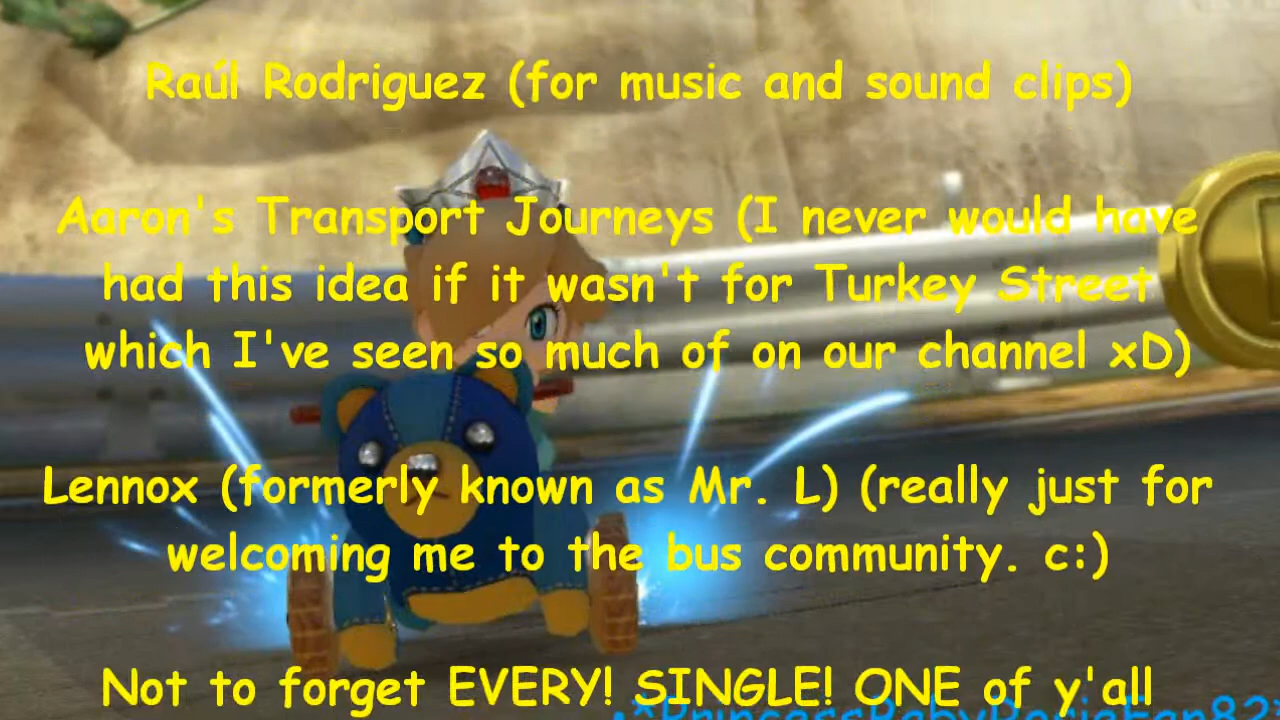 Raúl Rodriguez (for music and sound clips)
Aaron's Transport Journeys (I never would have
had this idea if it wasn't for Turkey Street
which I've seen so much of on our channel xD)
Lennox (formerly known as Mr. L) (really just for
welcoming me to the bus community. c:)
Not to forget EVERY! SINGLE! ONE of y'all